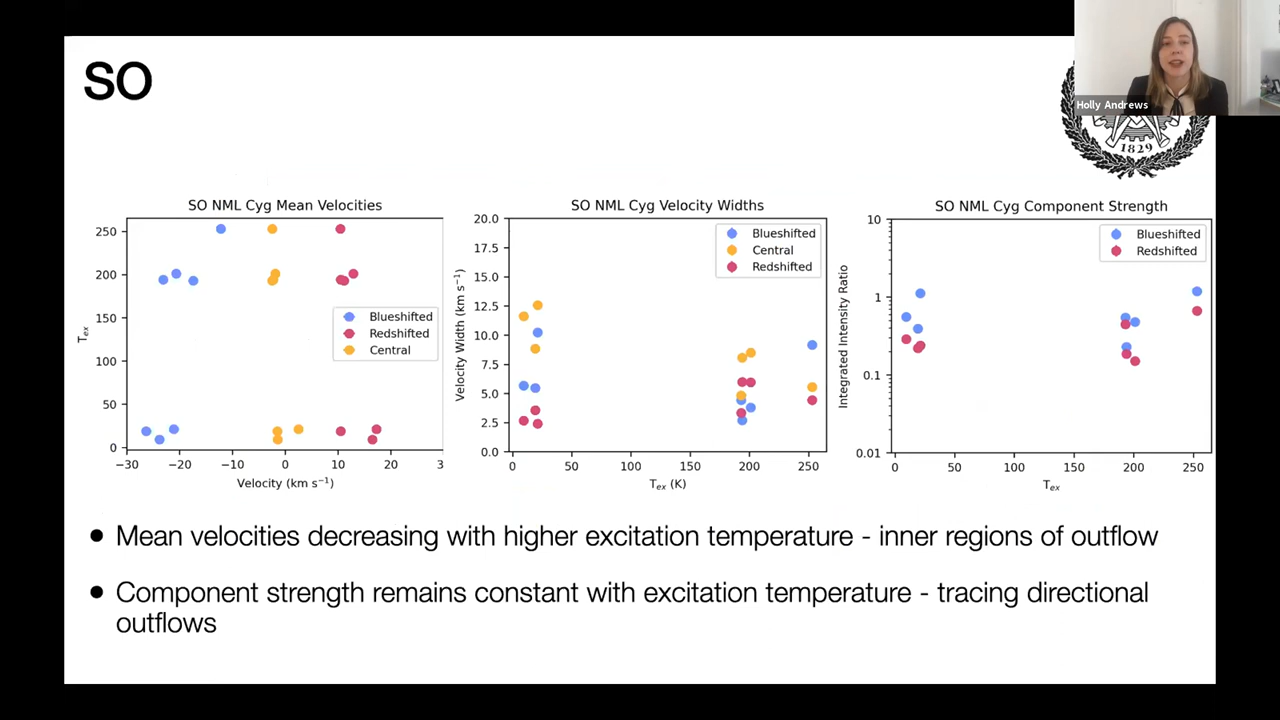 SO
Holly Andrews
1829
SO NML Cyg Mean Velocities
250
200
150
100
50
0
T_ex
Blueshifted
Redshifted
Central
−30
−20
−10
0
10
20
3
Velocity (km s⁻¹)
SO NML Cyg Velocity Widths
20.0
17.5
15.0
12.5
10.0
7.5
5.0
2.5
0.0
Velocity Width (km s⁻¹)
Blueshifted
Central
Redshifted
0
50
100
150
200
250
T_ex (K)
SO NML Cyg Component Strength
10
1
0.1
0.01
Integrated Intensity Ratio
Blueshifted
Redshifted
0
50
100
150
200
250
T_ex
• Mean velocities decreasing with higher excitation temperature - inner regions of outflow
• Component strength remains constant with excitation temperature - tracing directional
outflows